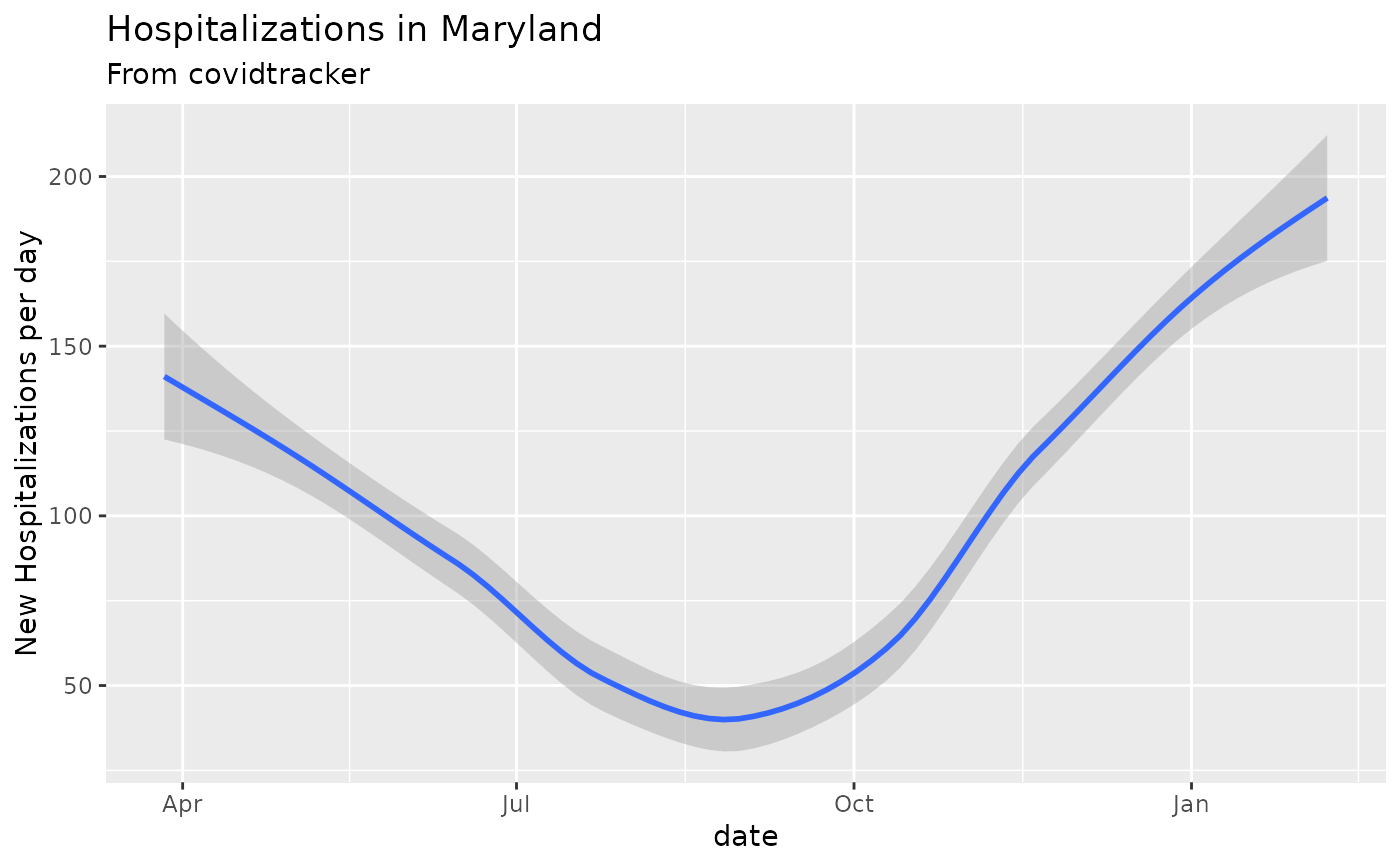 Hospitalizations in Maryland
From covidtracker
New Hospitalizations per day
200
150
100
50
Apr
Jul
Oct
Jan
date